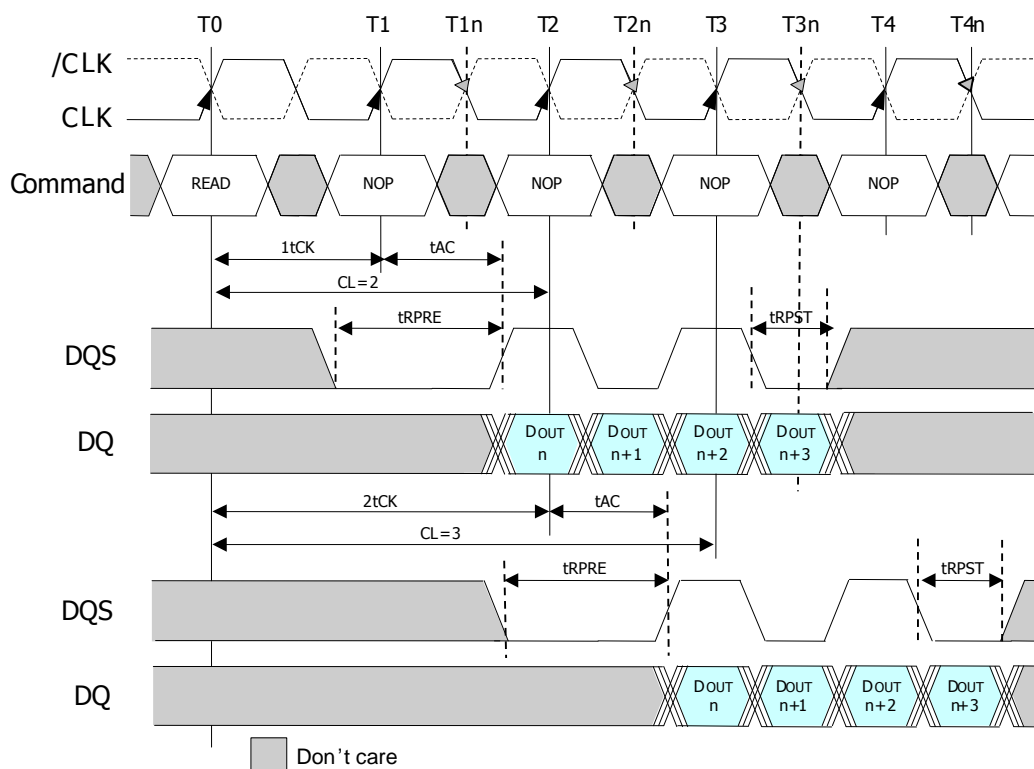 T0 T1 T1n T2 T2n T3 T3n T4 T4n
/CLK
CLK
Command READ NOP NOP NOP NOP
1tCK tAC
CL=2
tRPRE tRPST
DQS
DQ DOUT n DOUT n+1 DOUT n+2 DOUT n+3
2tCK tAC
CL=3
tRPRE tRPST
DQS
DQ DOUT n DOUT n+1 DOUT n+2 DOUT n+3
Don't care